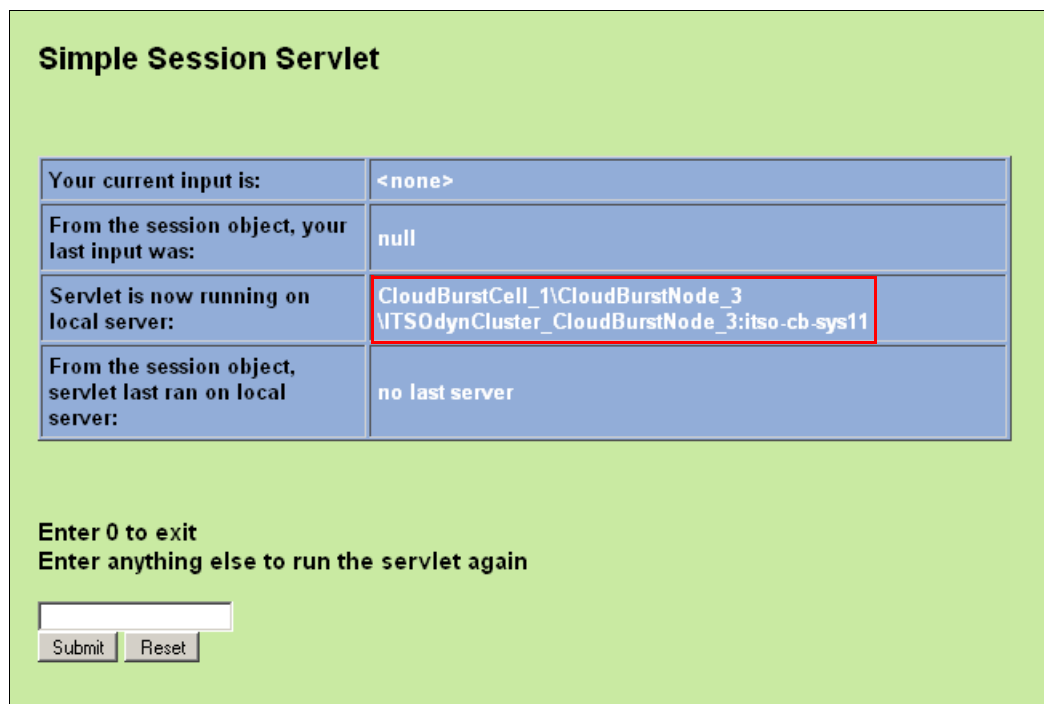 Simple Session Servlet
Your current input is:
<none>
From the session object, your
last input was:
null
Servlet is now running on
local server:
CloudBurstCell_1\CloudBurstNode_3
\ITSOdynCluster_CloudBurstNode_3:itso-cb-sys11
From the session object,
servlet last ran on local
server:
no last server
Enter 0 to exit
Enter anything else to run the servlet again
Submit
Reset